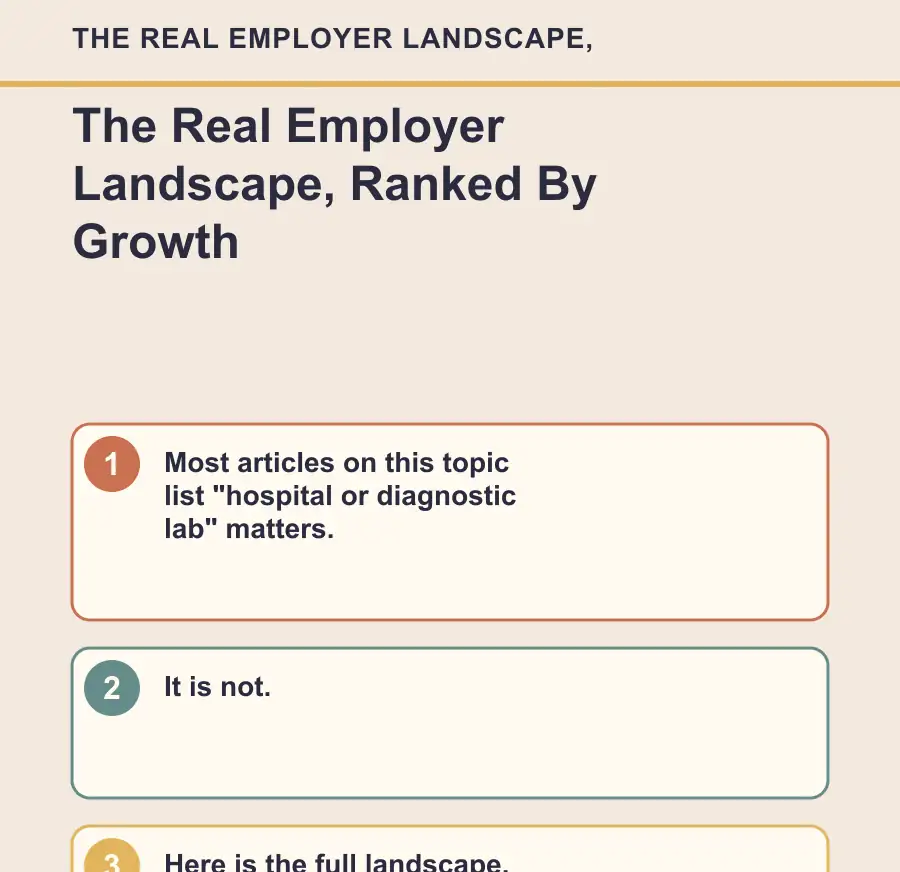 THE REAL EMPLOYER LANDSCAPE,
The Real Employer
Landscape, Ranked By
Growth
1
Most articles on this topic
list "hospital or diagnostic
lab" matters.
2
It is not.
3
Here is the full landscape.